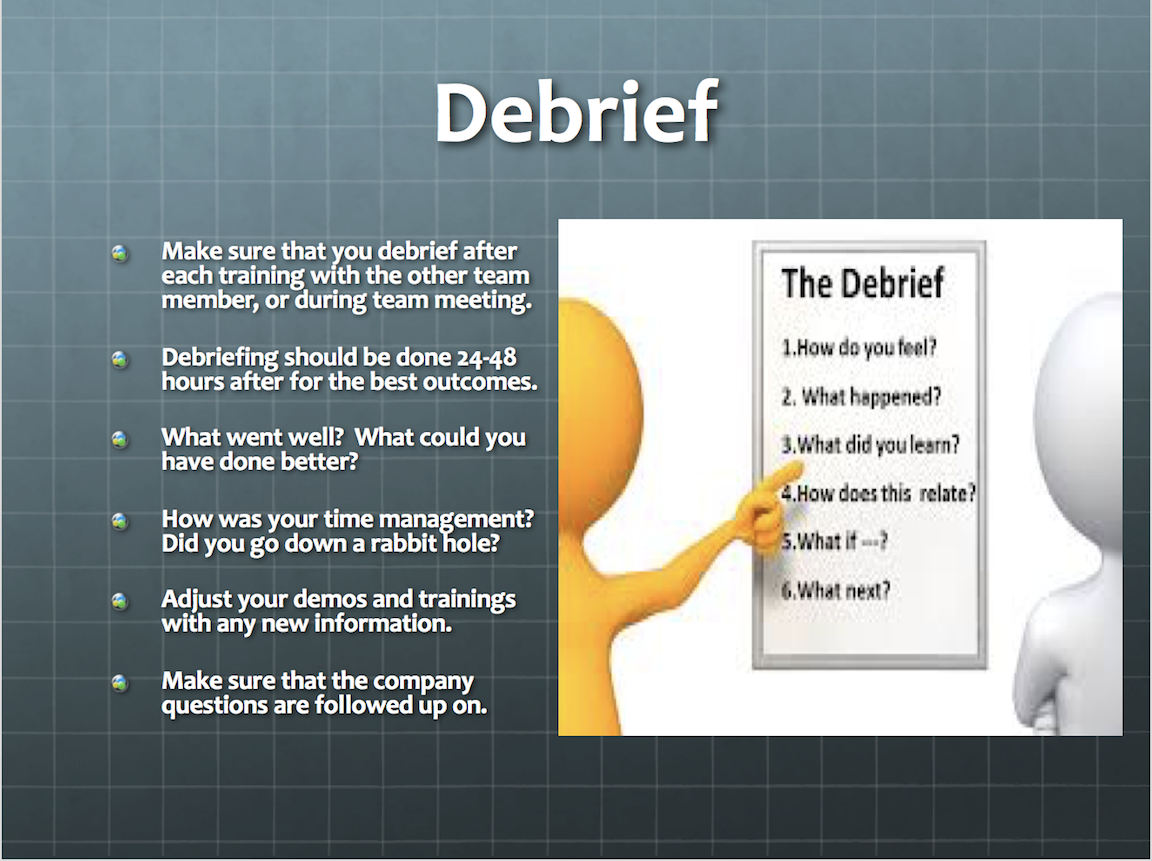 Debrief
Make sure that you debrief after
each training with the other team
member, or during team meeting.
Debriefing should be done 24-48
hours after for the best outcomes.
What went well?  What could you
have done better?
How was your time management?
Did you go down a rabbit hole?
Adjust your demos and trainings
with any new information.
Make sure that the company
questions are followed up on.
The Debrief
1.How do you feel?
2. What happened?
3.What did you learn?
4.How does this  relate?
5.What if ---?
6.What next?